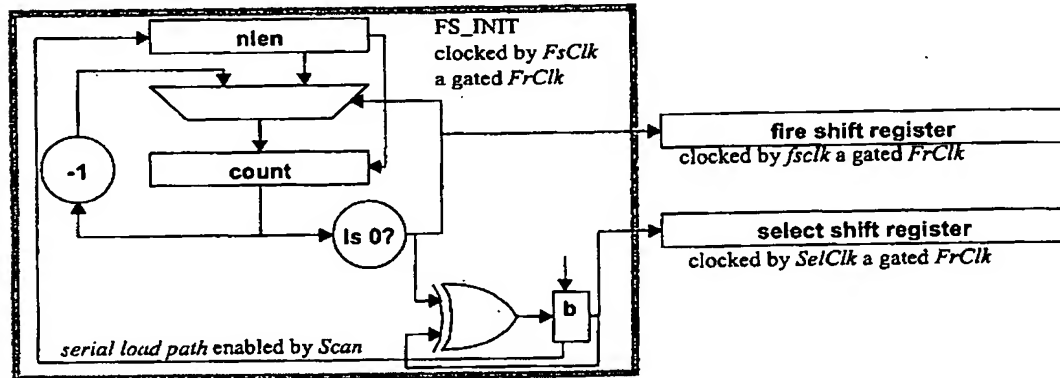 nlen
FS_INIT
clocked by FsClk
a gated FrClk
fire shift register
clocked by fsclk a gated FrClk
-1
count
Is 0?
select shift register
clocked by SelClk a gated FrClk
b
serial load path enabled by Scan